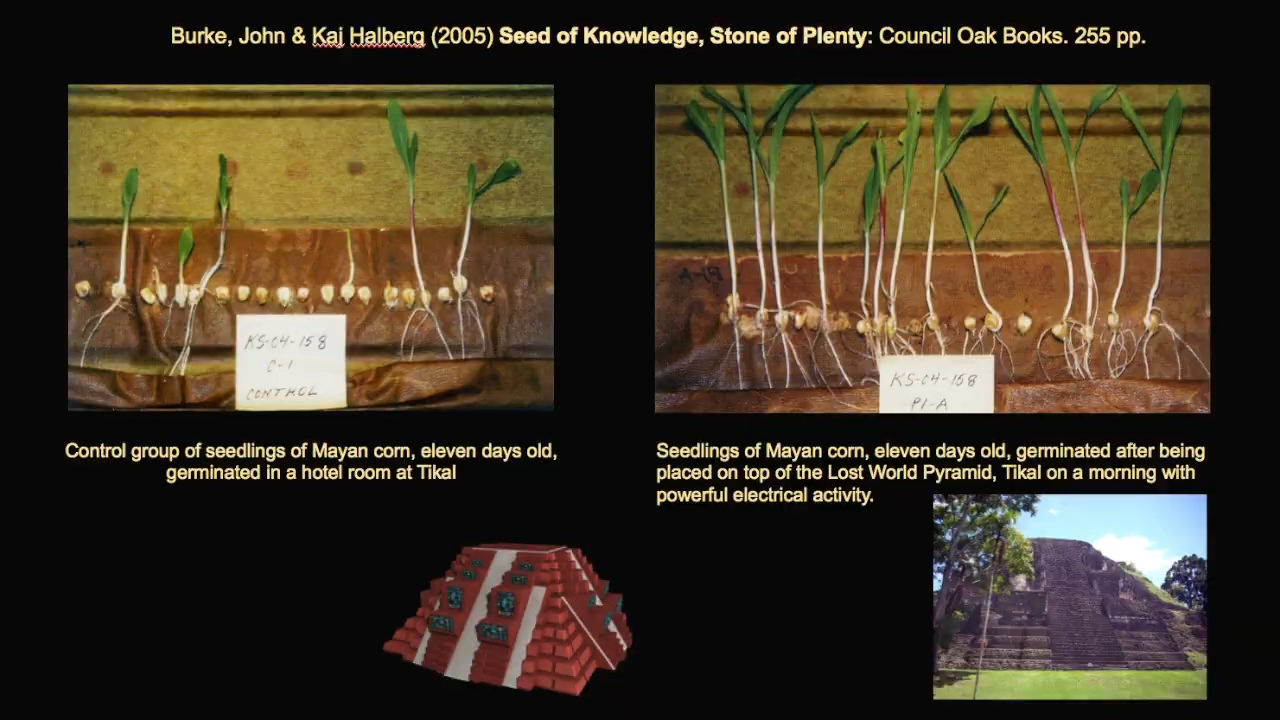 Burke, John & Kaj Halberg (2005) Seed of Knowledge, Stone of Plenty: Council Oak Books. 255 pp.
KS-04-158
C-1
CONTROL
A-18
KS-04-158
P1-A
Control group of seedlings of Mayan corn, eleven days old,
germinated in a hotel room at Tikal
Seedlings of Mayan corn, eleven days old, germinated after being
placed on top of the Lost World Pyramid, Tikal on a morning with
powerful electrical activity.